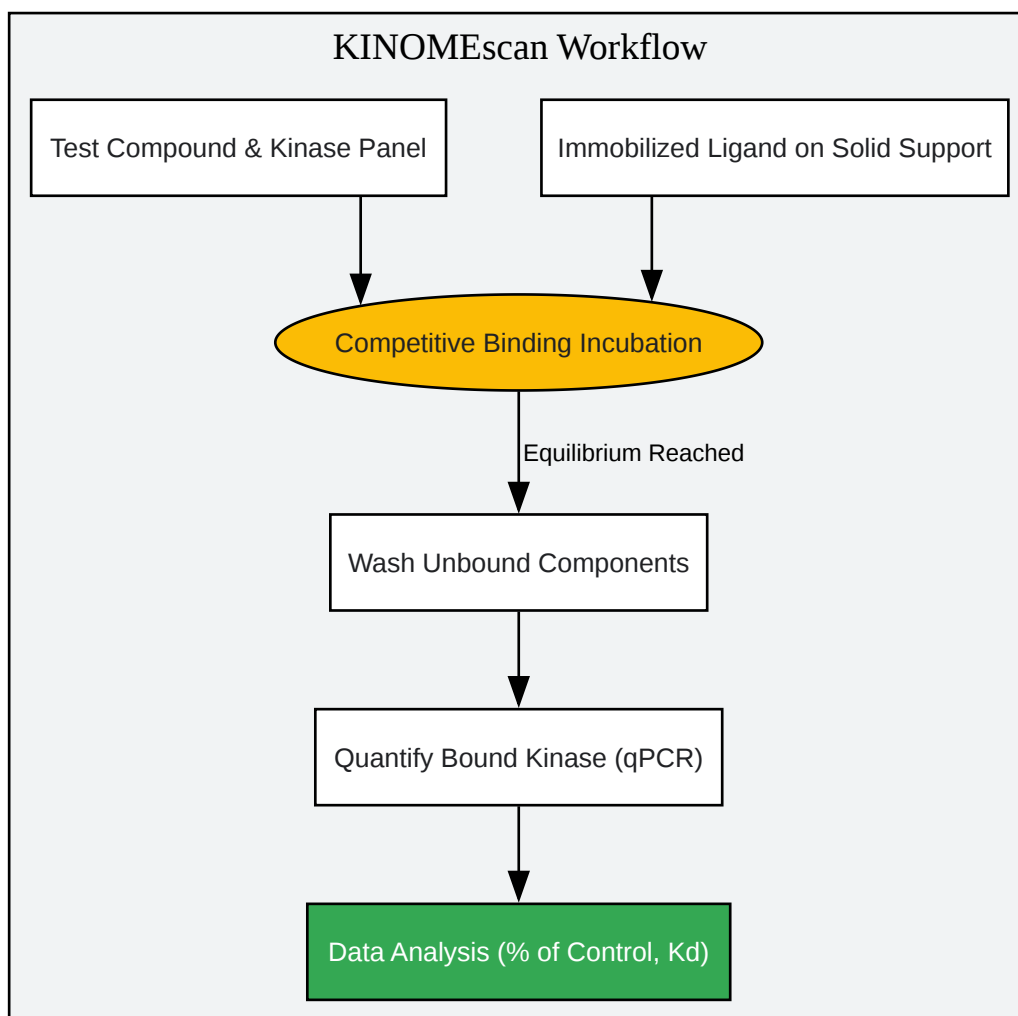 KINOMEscan Workflow
Test Compound & Kinase Panel
Immobilized Ligand on Solid Support
Competitive Binding Incubation
Equilibrium Reached
Wash Unbound Components
Quantify Bound Kinase (qPCR)
Data Analysis (% of Control, Kd)